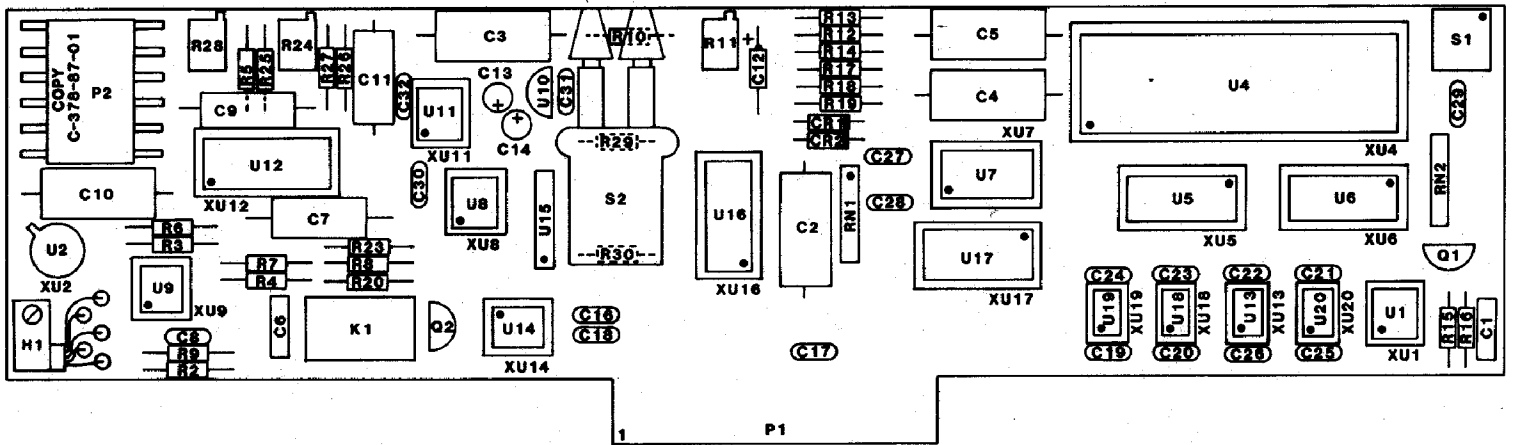 COPY
C-378-87-01
P2
R28
R5
R25
R24
R27
R26
C11
C32
C3
U11
XU11
C13
C14
U10
C31
R10
R11
+
C12
R13
R12
R14
R17
R18
R19
CR1
CR2
C5
C4
XU7
U4
XU4
S1
C29
C9
U12
XU12
C10
C30
U8
XU8
U15
R29
S2
R30
U16
XU16
C2
RN1
C27
C28
U7
U17
XU17
U5
XU5
U6
XU6
RN2
Q1
C7
R6
R3
U2
XU2
U9
XU9
R7
R4
R23
R8
R20
H1
C8
R9
R2
C6
K1
Q2
U14
XU14
C16
C18
C17
C24
U19
XU19
C19
C23
U18
XU18
C20
C22
U13
XU13
C26
C21
U20
XU20
C25
U1
XU1
R15
R16
C1
1
P1